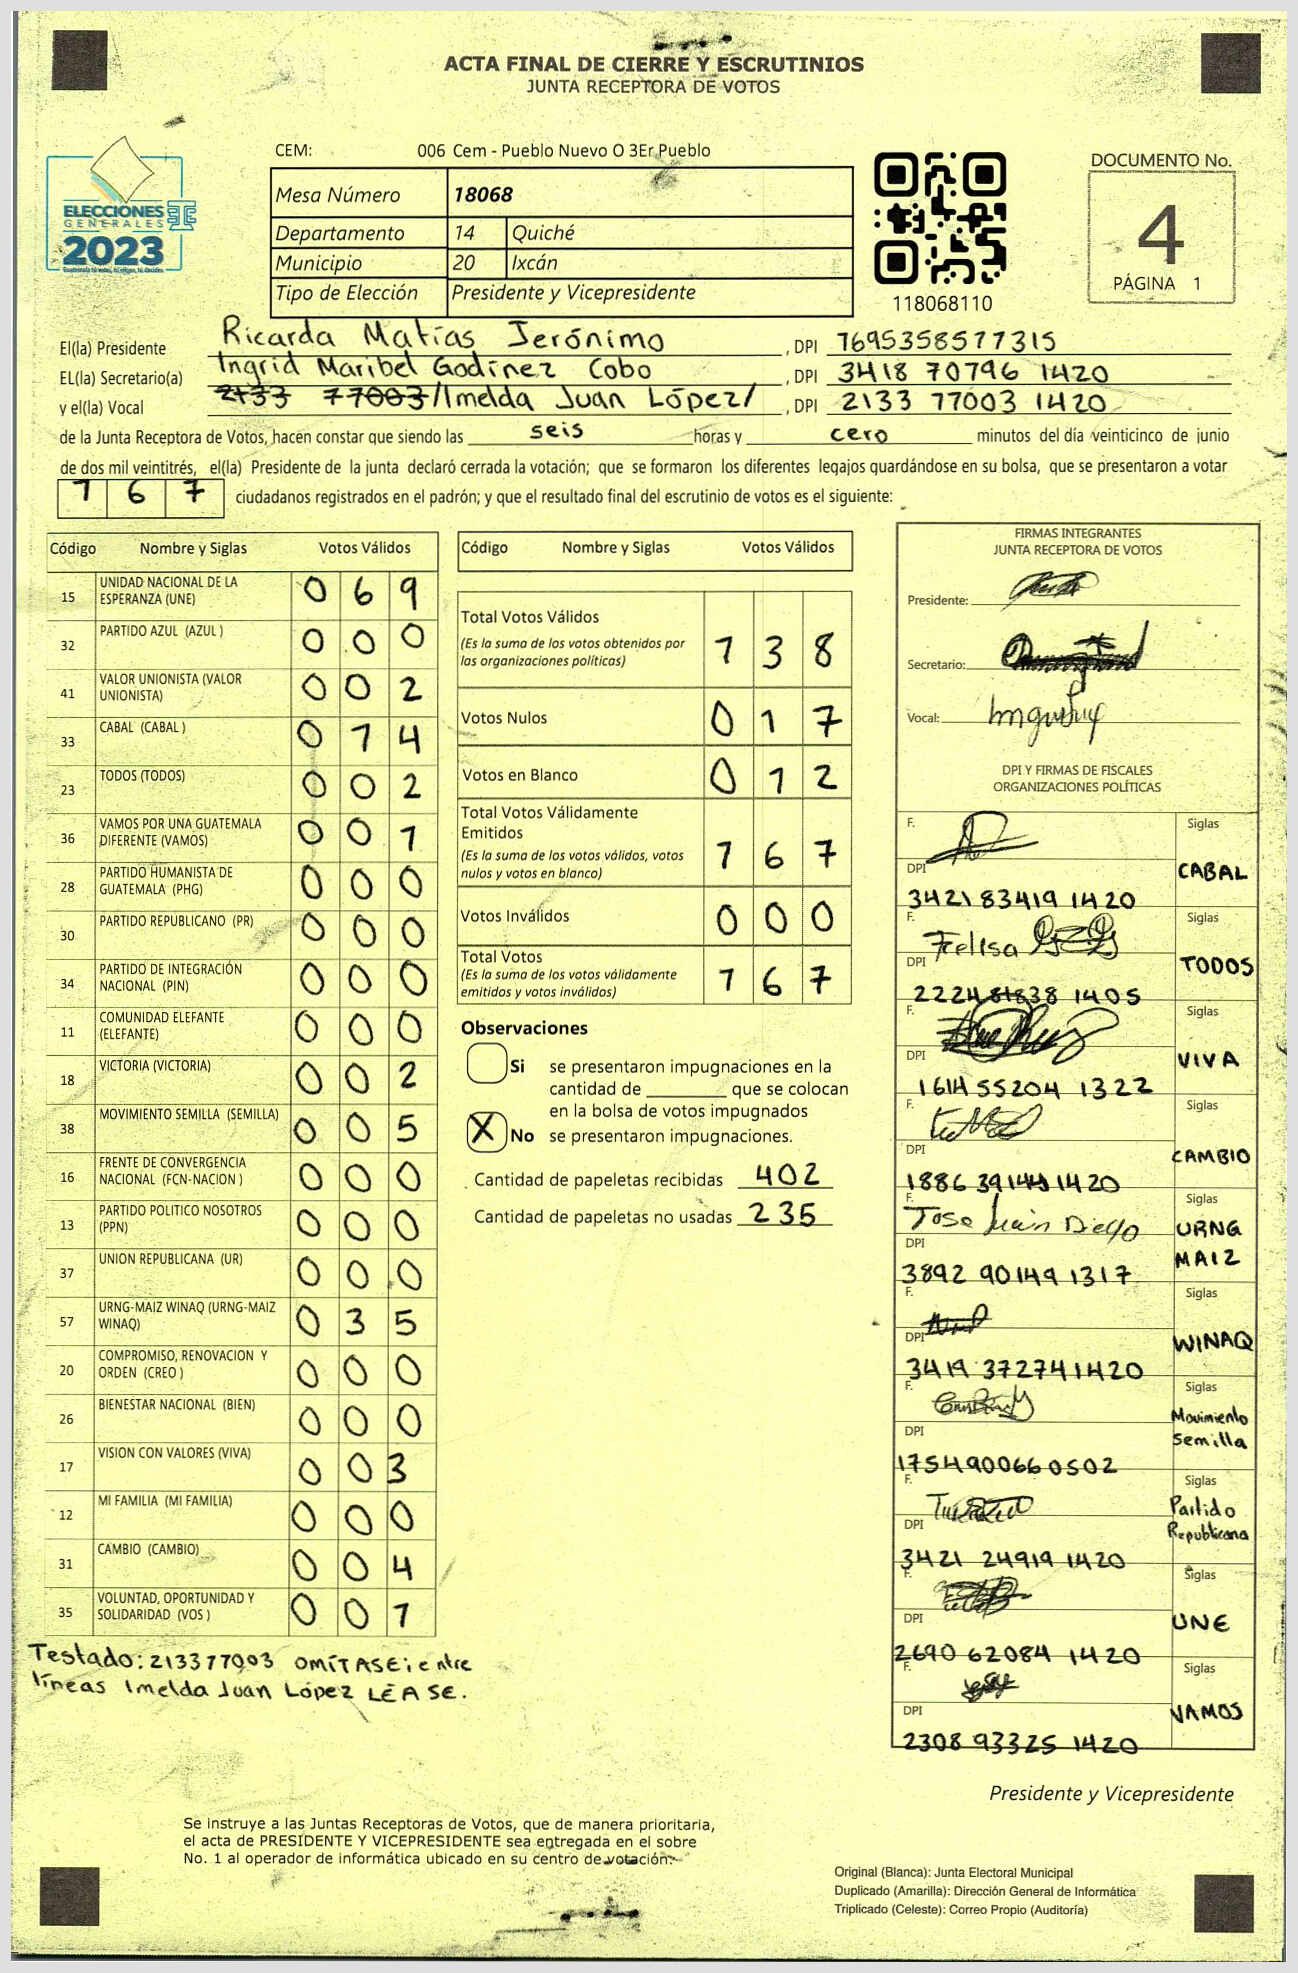 ACTA FINAL DE CIERRE Y ESCRUTINIOS
JUNTA RECEPTORA DE VOTOS
ELECCIONES
GENERALES
2023
CEM: 006 Cem - Pueblo Nuevo O 3Er Pueblo
Mesa Número 18068
Departamento 14 Quiché
Municipio 20 Ixcán
Tipo de Elección Presidente y Vicepresidente
118068110
DOCUMENTO No.
4
PÁGINA 1
El(la) Presidente Ricarda Matías Jerónimo , DPI 1695358571315
EL(la) Secretario(a) Ingrid Maribel Godínez Cobo , DPI 3418 70796 1420
y el(la) Vocal 2133 77003/Imelda Juan López/ , DPI 2133 77003 1420
de la Junta Receptora de Votos, hacen constar que siendo las seis horas y cero minutos del día veinticinco de junio
de dos mil veintitrés, el(la) Presidente de la junta declaró cerrada la votación; que se formaron los diferentes legajos guardándose en su bolsa, que se presentaron a votar
1 6 7 ciudadanos registrados en el padrón; y que el resultado final del escrutinio de votos es el siguiente:
Código Nombre y Siglas Votos Válidos
15 UNIDAD NACIONAL DE LA
ESPERANZA (UNE) 0 6 9
32 PARTIDO AZUL (AZUL ) 0 0 0
41 VALOR UNIONISTA (VALOR
UNIONISTA) 0 0 2
33 CABAL (CABAL ) 0 1 4
23 TODOS (TODOS) 0 0 2
36 VAMOS POR UNA GUATEMALA
DIFERENTE (VAMOS) 0 0 1
28 PARTIDO HUMANISTA DE
GUATEMALA (PHG) 0 0 0
30 PARTIDO REPUBLICANO (PR) 0 0 0
34 PARTIDO DE INTEGRACIÓN
NACIONAL (PIN) 0 0 0
11 COMUNIDAD ELEFANTE
(ELEFANTE) 0 0 0
18 VICTORIA (VICTORIA) 0 0 2
38 MOVIMIENTO SEMILLA (SEMILLA) 0 0 5
16 FRENTE DE CONVERGENCIA
NACIONAL (FCN-NACION ) 0 0 0
13 PARTIDO POLITICO NOSOTROS
(PPN) 0 0 0
37 UNION REPUBLICANA (UR) 0 0 0
57 URNG-MAIZ WINAQ (URNG-MAIZ
WINAQ) 0 3 5
20 COMPROMISO, RENOVACION Y
ORDEN (CREO ) 0 0 0
26 BIENESTAR NACIONAL (BIEN) 0 0 0
17 VISION CON VALORES (VIVA) 0 0 3
12 MI FAMILIA (MI FAMILIA) 0 0 0
31 CAMBIO (CAMBIO) 0 0 4
35 VOLUNTAD, OPORTUNIDAD Y
SOLIDARIDAD (VOS ) 0 0 1
Testado: 213377003 OMÍTASE; entre
líneas Imelda Juan López LÉASE.
Código Nombre y Siglas Votos Válidos
Total Votos Válidos
(Es la suma de los votos obtenidos por
las organizaciones políticas) 1 3 8
Votos Nulos 0 1 7
Votos en Blanco 0 1 2
Total Votos Válidamente
Emitidos
(Es la suma de los votos válidos, votos
nulos y votos en blanco) 1 6 7
Votos Inválidos 0 0 0
Total Votos
(Es la suma de los votos válidamente
emitidos y votos inválidos) 1 6 7
Observaciones
Si se presentaron impugnaciones en la
cantidad de ________ que se colocan
en la bolsa de votos impugnados
X No se presentaron impugnaciones.
Cantidad de papeletas recibidas 402
Cantidad de papeletas no usadas 235
FIRMAS INTEGRANTES
JUNTA RECEPTORA DE VOTOS
Presidente:
Secretario:
Vocal:
DPI Y FIRMAS DE FISCALES
ORGANIZACIONES POLÍTICAS
F. Siglas
DPI CABAL
3421 83419 1420
F. Felisa Siglas
DPI TODOS
2224 81838 1405
F. Siglas
DPI VIVA
1614 55204 1322
F. Siglas
DPI CAMBIO
1886 39144 1420
F. Jose Juan Diego Siglas
DPI URNG
MAIZ
3892 90149 1317
F. Siglas
DPI WINAQ
3419 37274 1420
F. Siglas
DPI Movimiento
Semilla
1754900660502
F. Siglas
DPI Partido
Republicano
3421 24919 1420
F. Siglas
DPI UNE
2690 62084 1420
F. Siglas
DPI VAMOS
2308 93325 1420
Presidente y Vicepresidente
Se instruye a las Juntas Receptoras de Votos, que de manera prioritaria,
el acta de PRESIDENTE Y VICEPRESIDENTE sea entregada en el sobre
No. 1 al operador de informática ubicado en su centro de votación.
Original (Blanca): Junta Electoral Municipal
Duplicado (Amarilla): Dirección General de Informática
Triplicado (Celeste): Correo Propio (Auditoría)